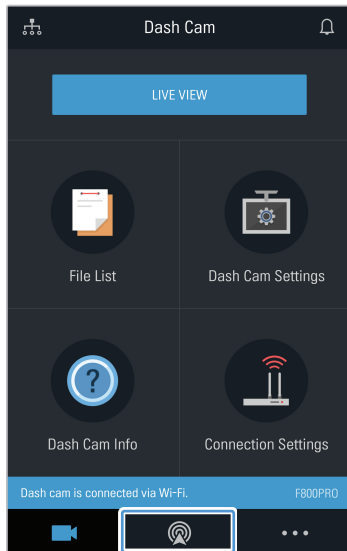 Dash Cam
LIVE VIEW
File List
Dash Cam Settings
?
Dash Cam Info
Connection Settings
Dash cam is connected via Wi-Fi.
F800PRO